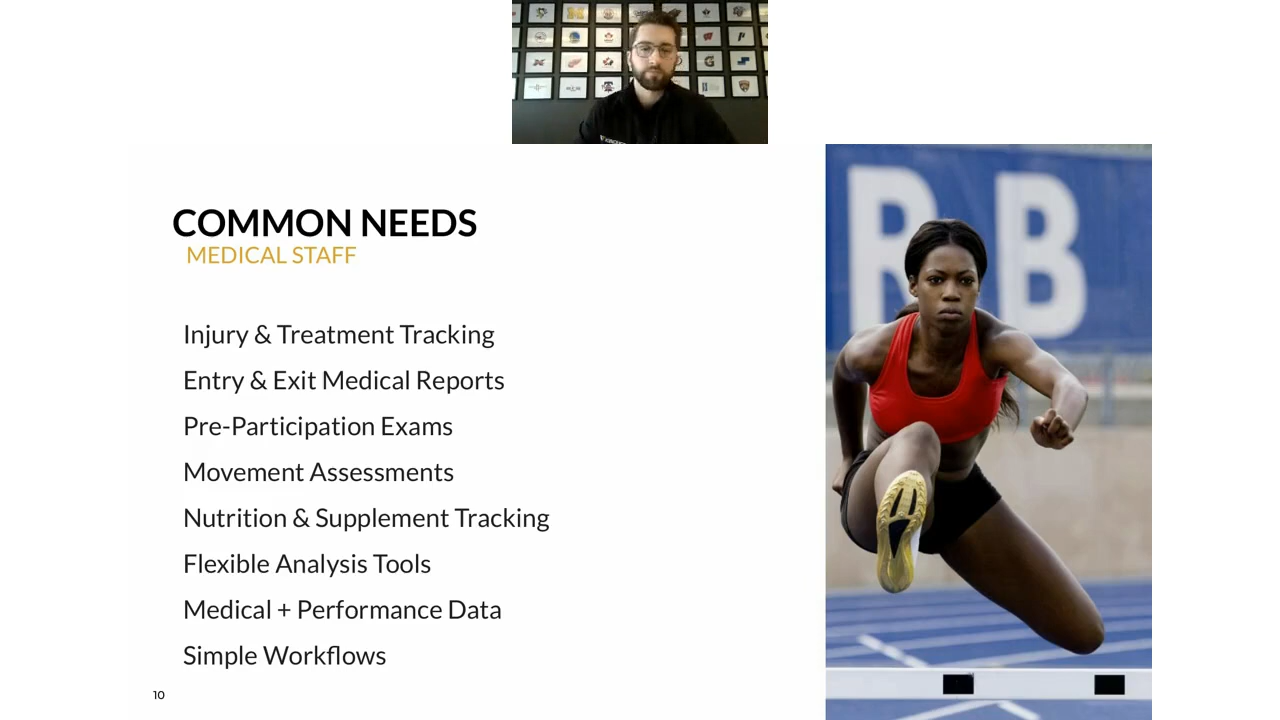 COMMON NEEDS
MEDICAL STAFF
Injury & Treatment Tracking
Entry & Exit Medical Reports
Pre-Participation Exams
Movement Assessments
Nutrition & Supplement Tracking
Flexible Analysis Tools
Medical + Performance Data
Simple Workflows
10
R B